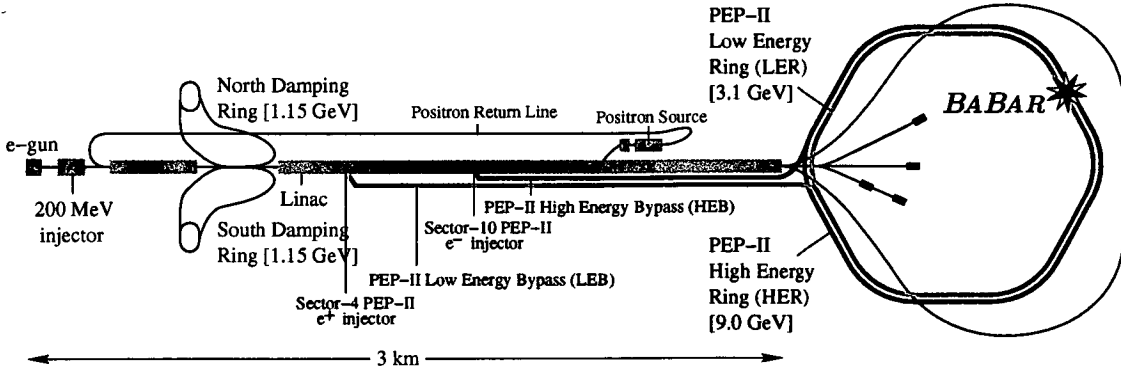 PEP-II
Low Energy
Ring (LER)
[3.1 GeV]
North Damping
Ring [1.15 GeV]
Positron Return Line
Positron Source
BABAR
e-gun
200 MeV
injector
Linac
PEP-II High Energy Bypass (HEB)
Sector-10 PEP-II
e⁻ injector
South Damping
Ring [1.15 GeV]
PEP-II Low Energy Bypass (LEB)
Sector-4 PEP-II
e⁺ injector
PEP-II
High Energy
Ring (HER)
[9.0 GeV]
3 km